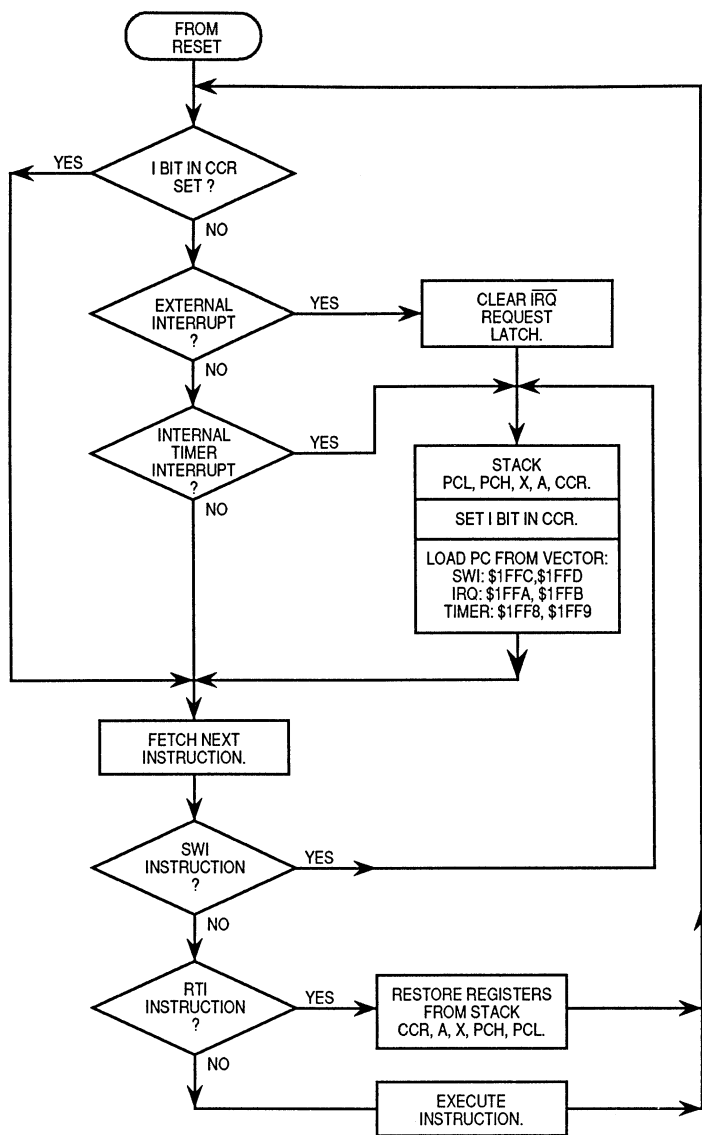 FROM
RESET
YES
I BIT IN CCR
SET ?
NO
EXTERNAL
INTERRUPT
?
YES
CLEAR I̅R̅Q̅
REQUEST
LATCH.
NO
INTERNAL
TIMER
INTERRUPT
?
YES
STACK
PCL, PCH, X, A, CCR.
NO
SET I BIT IN CCR.
LOAD PC FROM VECTOR:
SWI: $1FFC,$1FFD
IRQ: $1FFA, $1FFB
TIMER: $1FF8, $1FF9
FETCH NEXT
INSTRUCTION.
SWI
INSTRUCTION
?
YES
NO
RTI
INSTRUCTION
?
YES
RESTORE REGISTERS
FROM STACK
CCR, A, X, PCH, PCL.
NO
EXECUTE
INSTRUCTION.